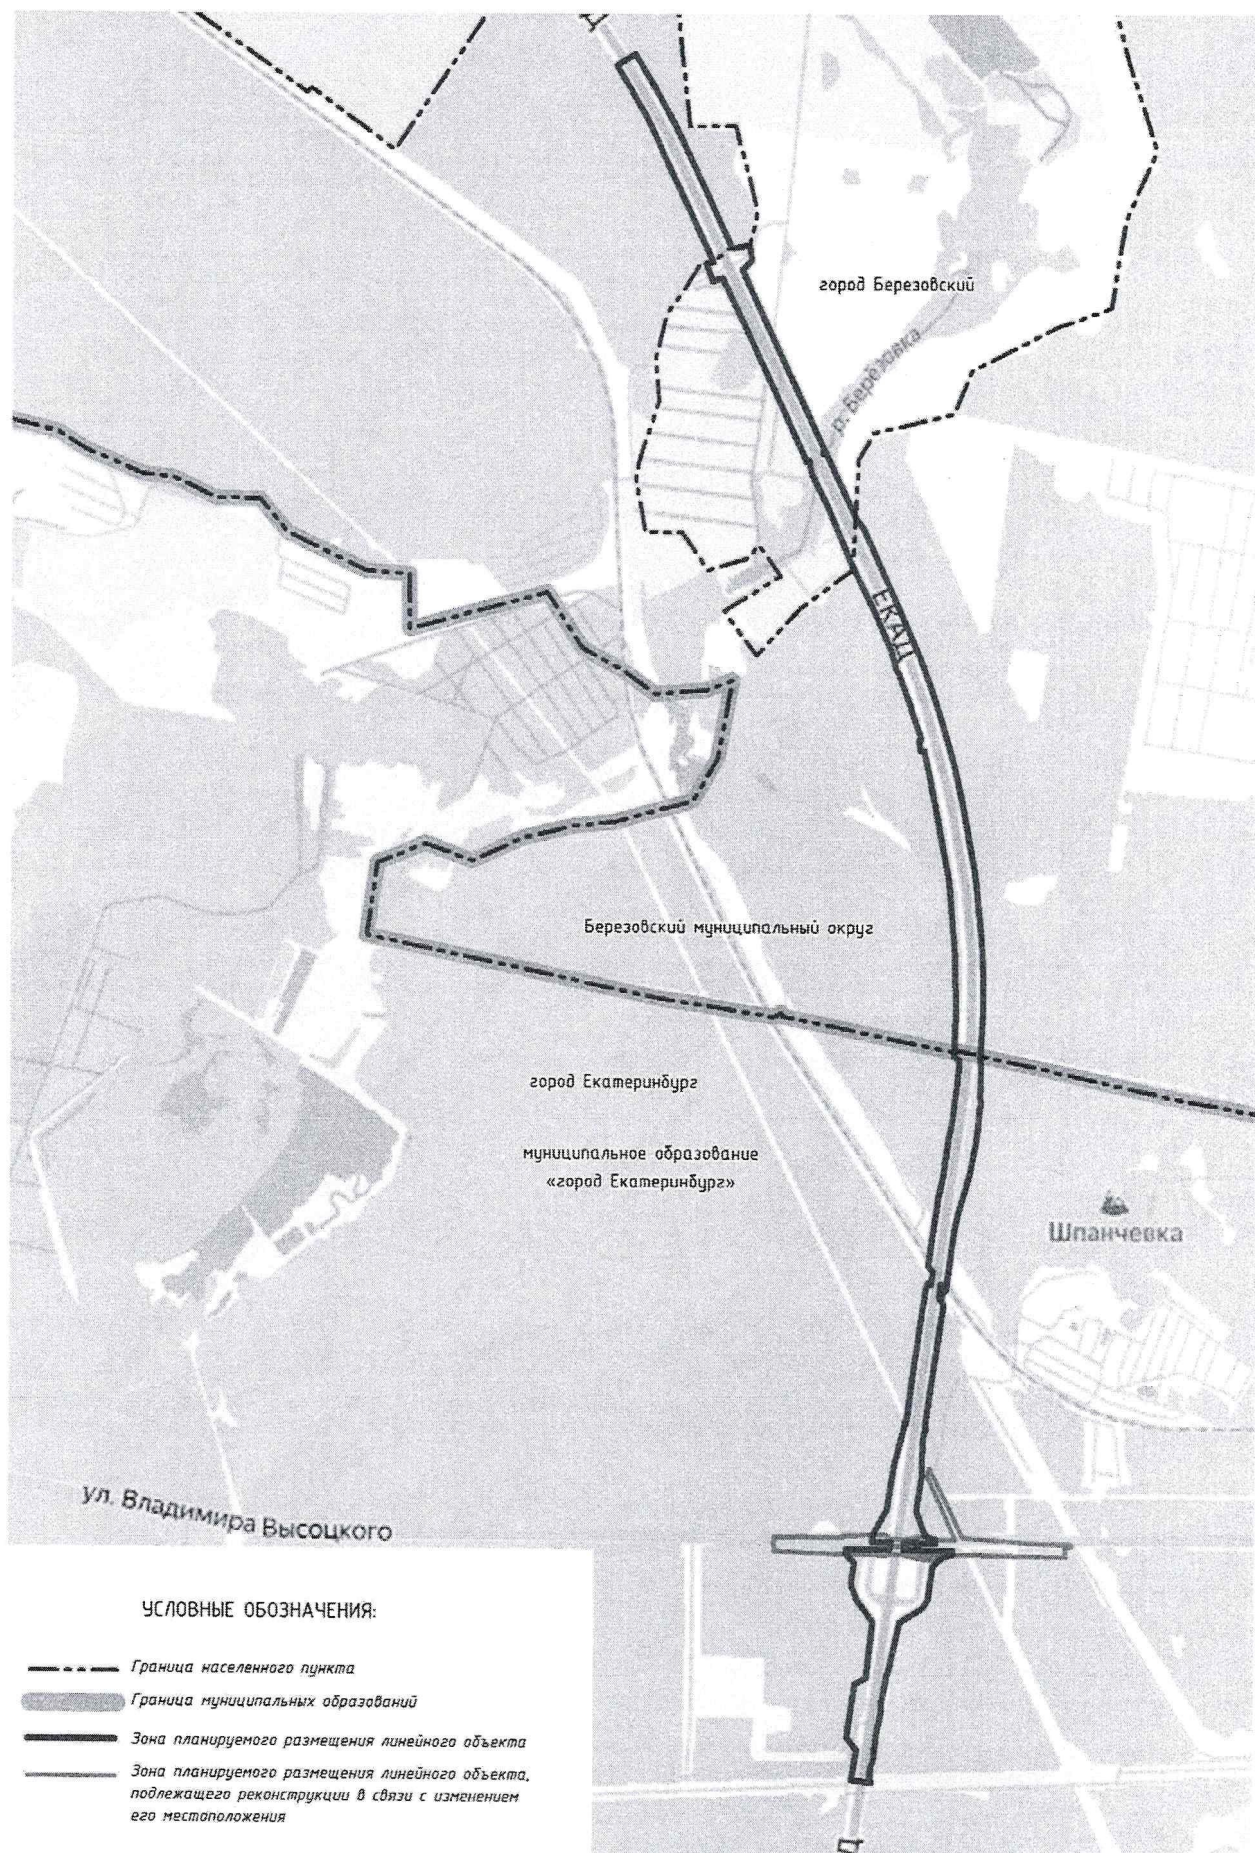 город Березовский
р. Берёзовка
ЕКАД
Березовский муниципальный округ
город Екатеринбург
муниципальное образование
«город Екатеринбург»
Шпанчевка
ул. Владимира Высоцкого
УСЛОВНЫЕ ОБОЗНАЧЕНИЯ:
Граница населенного пункта
Граница муниципальных образований
Зона планируемого размещения линейного объекта
Зона планируемого размещения линейного объекта,
подлежащего реконструкции в связи с изменением
его местоположения